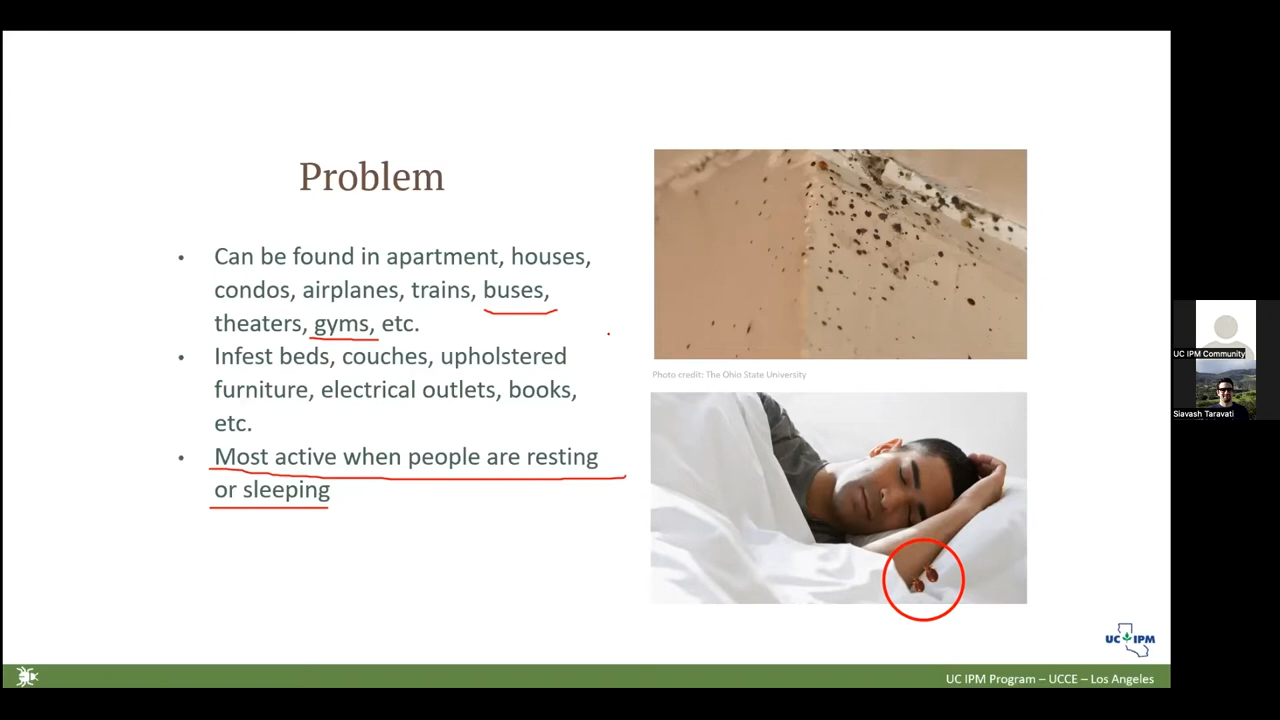 Problem
• Can be found in apartment, houses,
condos, airplanes, trains, buses,
theaters, gyms, etc.
• Infest beds, couches, upholstered
furniture, electrical outlets, books,
etc.
• Most active when people are resting
or sleeping
Photo credit: The Ohio State University
UC IPM
UC IPM Program – UCCE – Los Angeles
UC IPM Community
Siavash Taravati